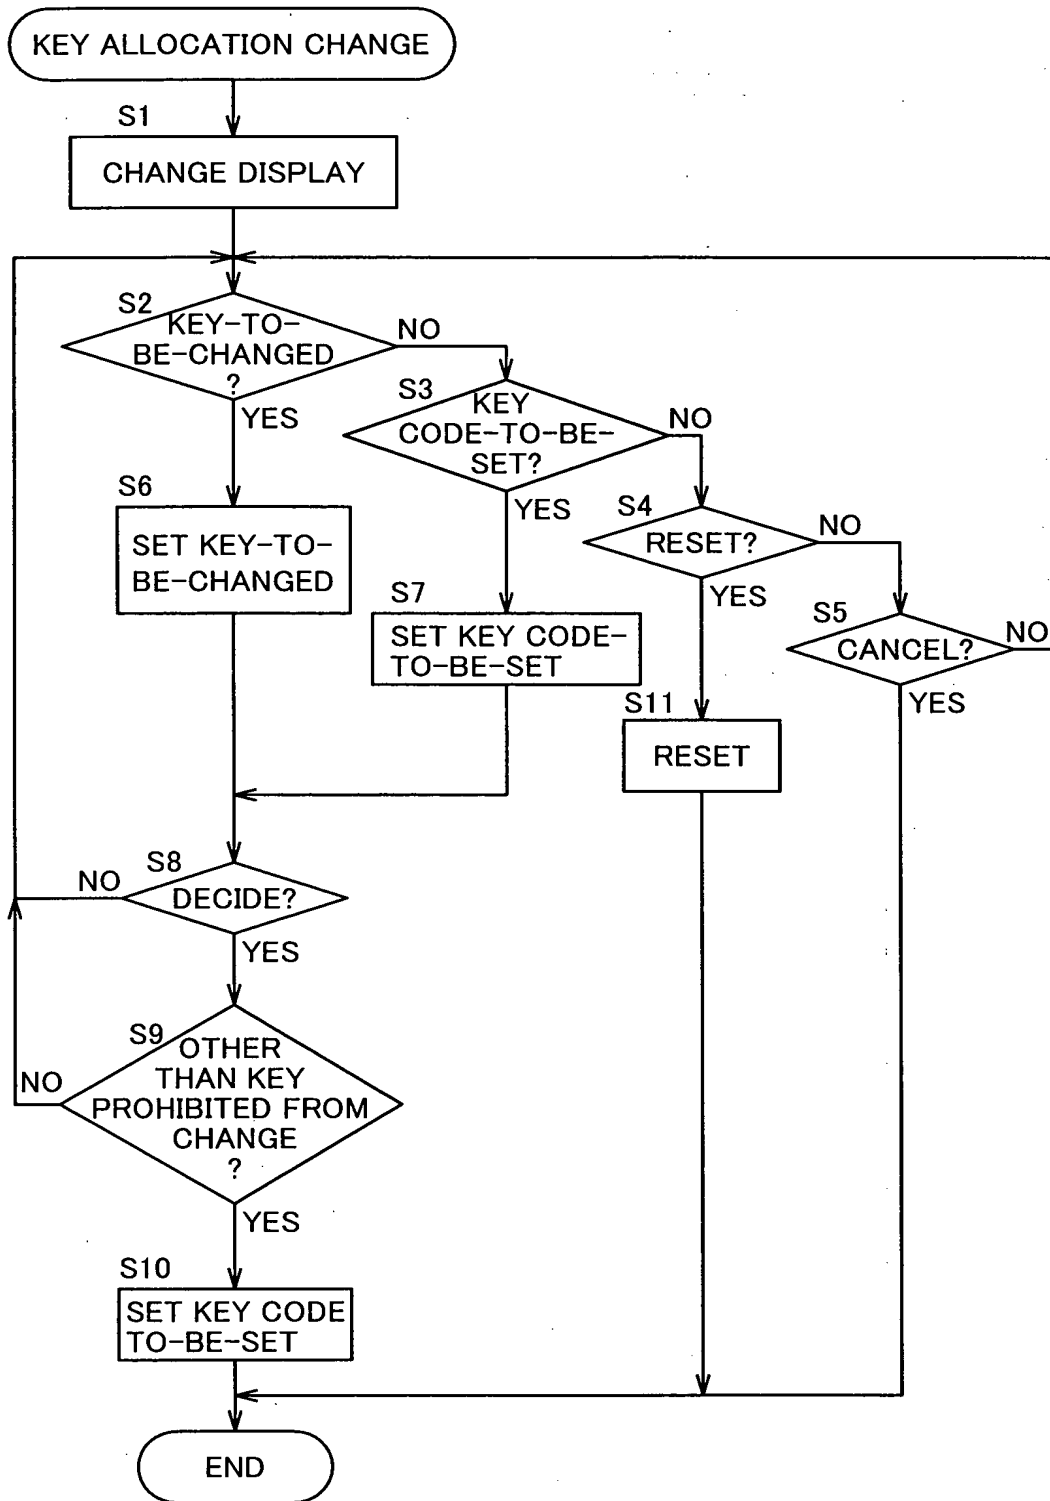 KEY ALLOCATION CHANGE
S1
CHANGE DISPLAY
S2
KEY-TO-
BE-CHANGED
?
NO
YES
S3
KEY
CODE-TO-BE-
SET?
NO
YES
S4
RESET?
NO
YES
S5
CANCEL?
NO
YES
S6
SET KEY-TO-
BE-CHANGED
S7
SET KEY CODE-
TO-BE-SET
S11
RESET
S8
DECIDE?
NO
YES
S9
OTHER
THAN KEY
PROHIBITED FROM
CHANGE
?
NO
YES
S10
SET KEY CODE
TO-BE-SET
END